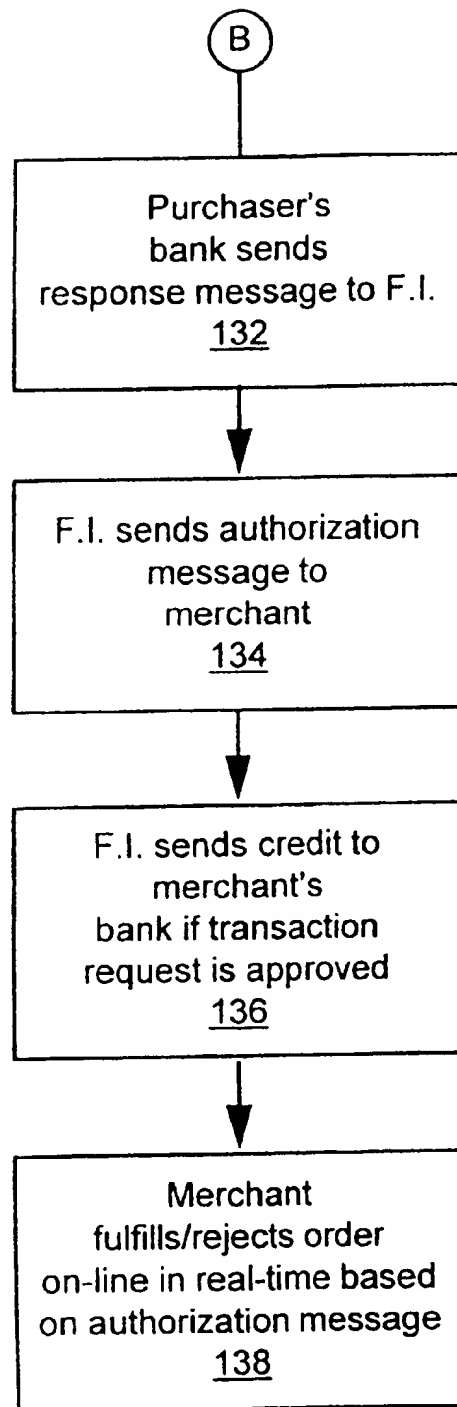 B
Purchaser's
bank sends
response message to F.I.
132
F.I. sends authorization
message to
merchant
134
F.I. sends credit to
merchant's
bank if transaction
request is approved
136
Merchant
fulfills/rejects order
on-line in real-time based
on authorization message
138